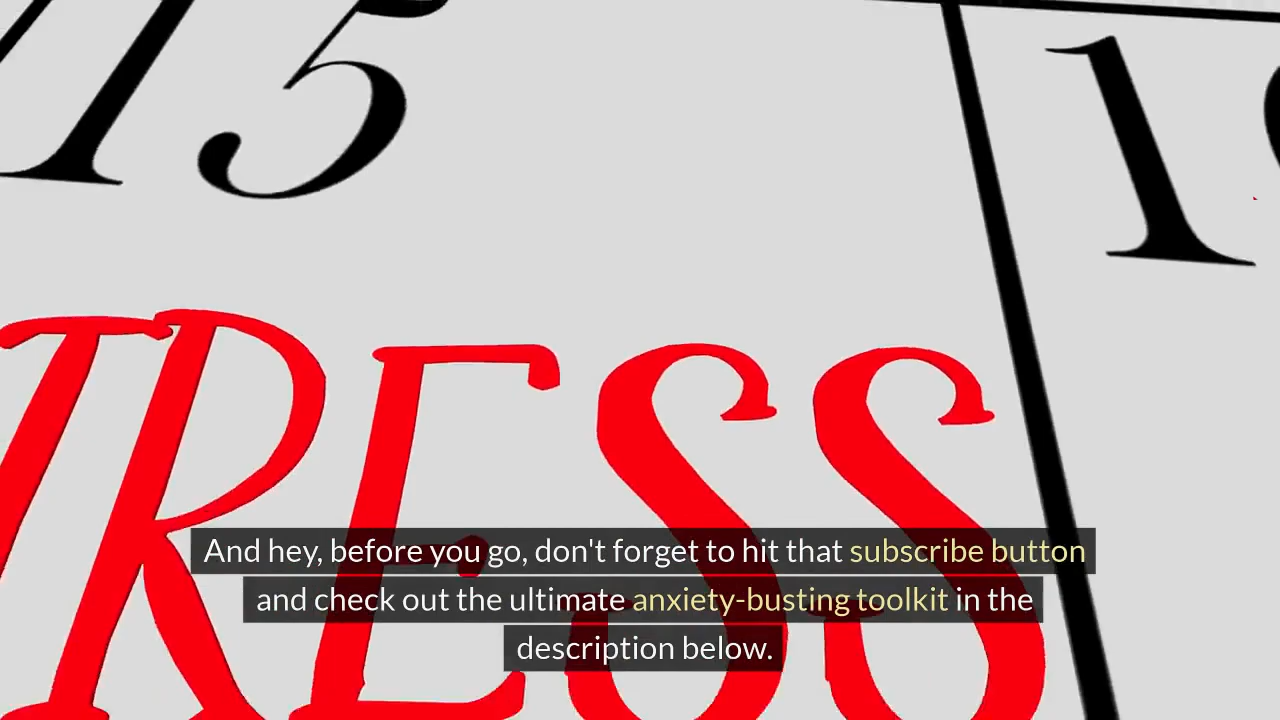 15
1
TRESS
And hey, before you go, don't forget to hit that subscribe button
and check out the ultimate anxiety-busting toolkit in the
description below.